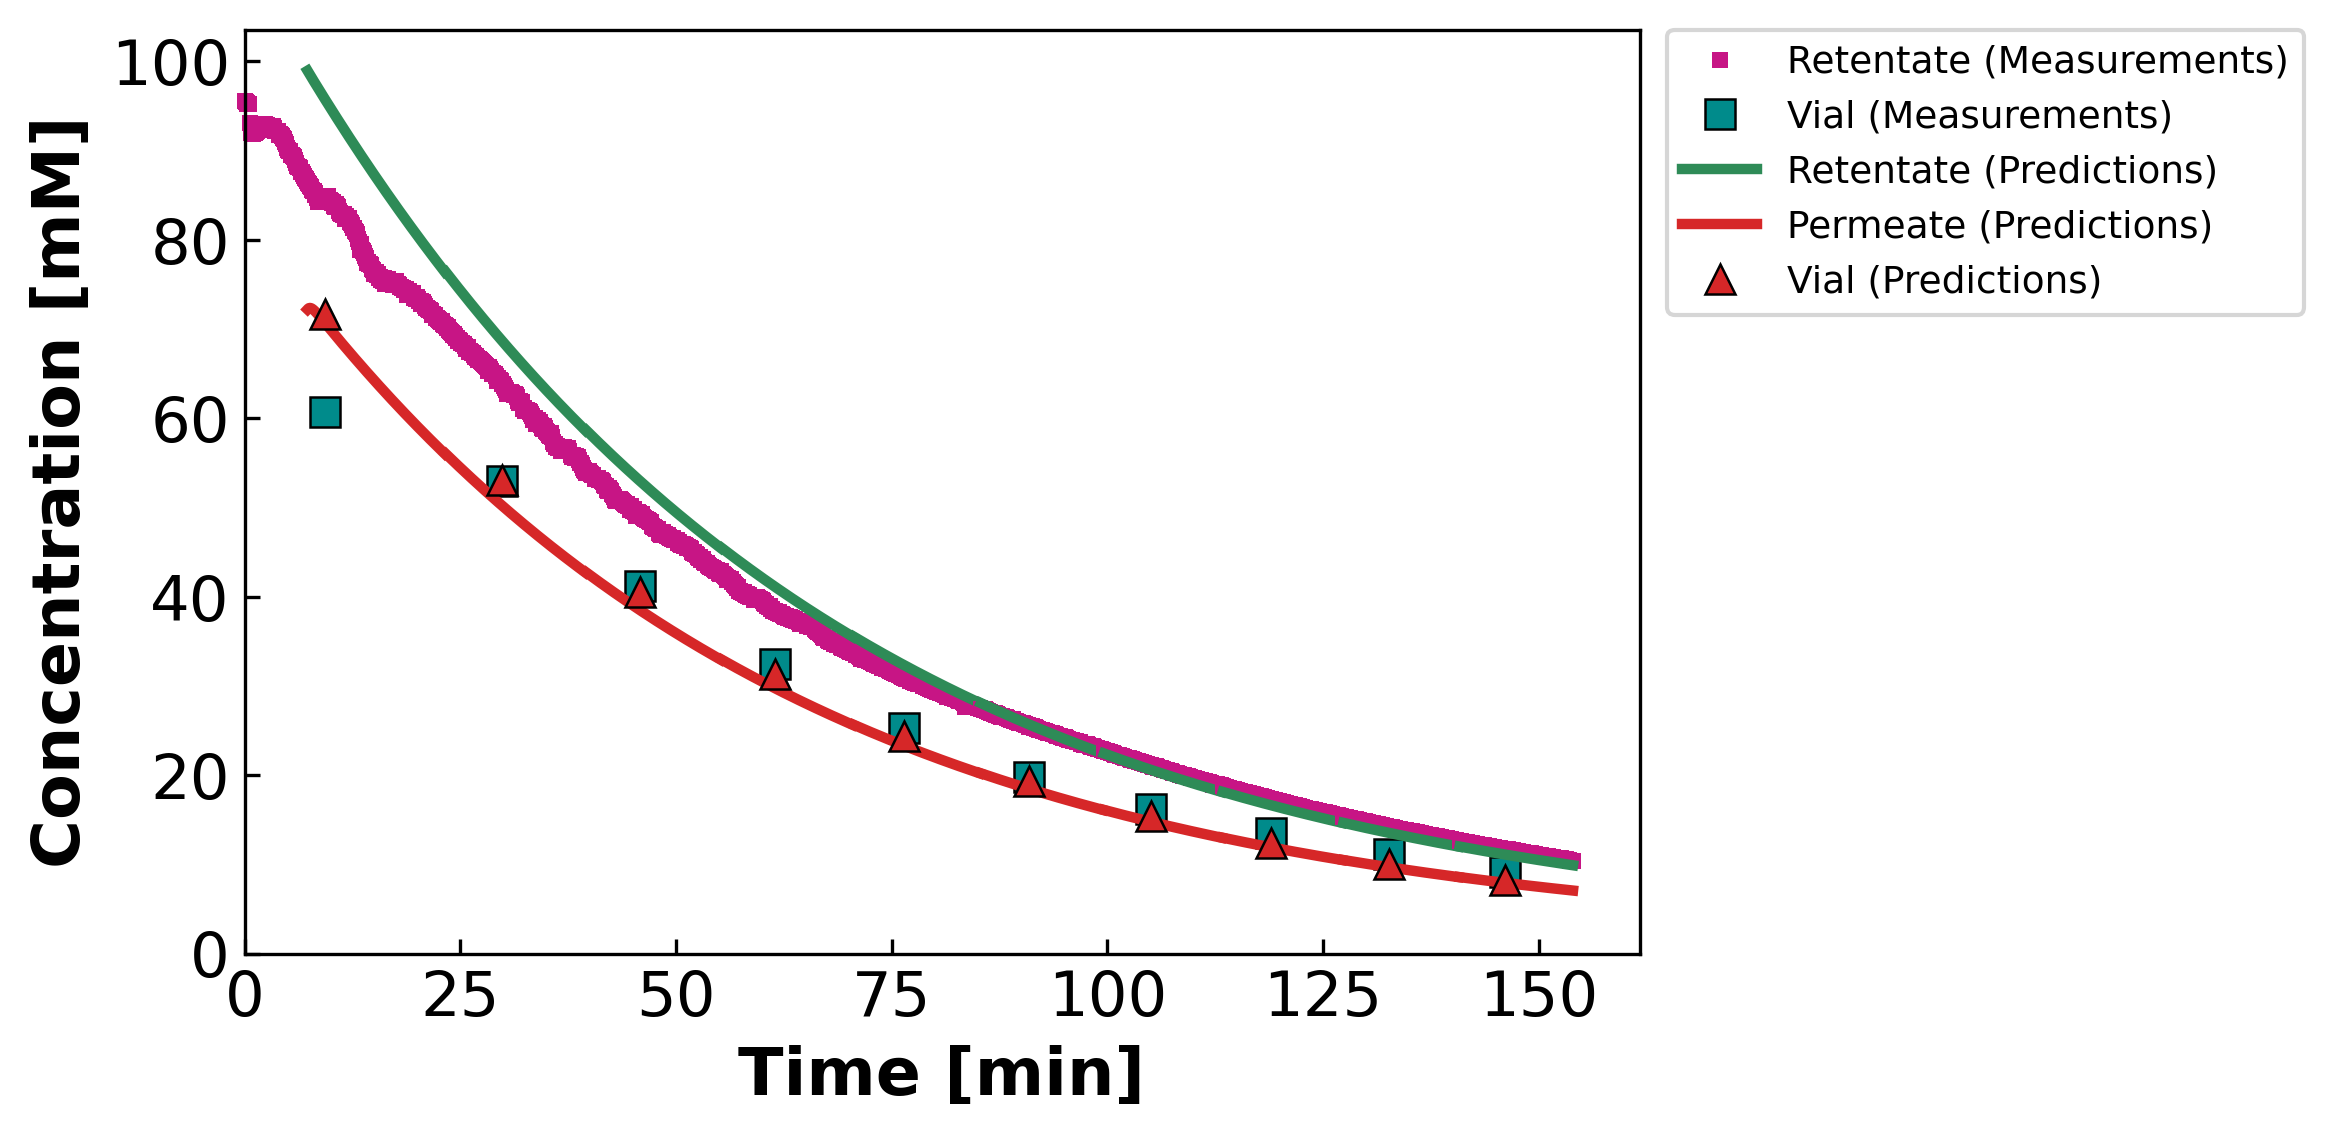 Concentration [mM]
100
80
60
40
20
0
0 25 50 75 100 125 150
Time [min]
Retentate (Measurements)
Vial (Measurements)
Retentate (Predictions)
Permeate (Predictions)
Vial (Predictions)